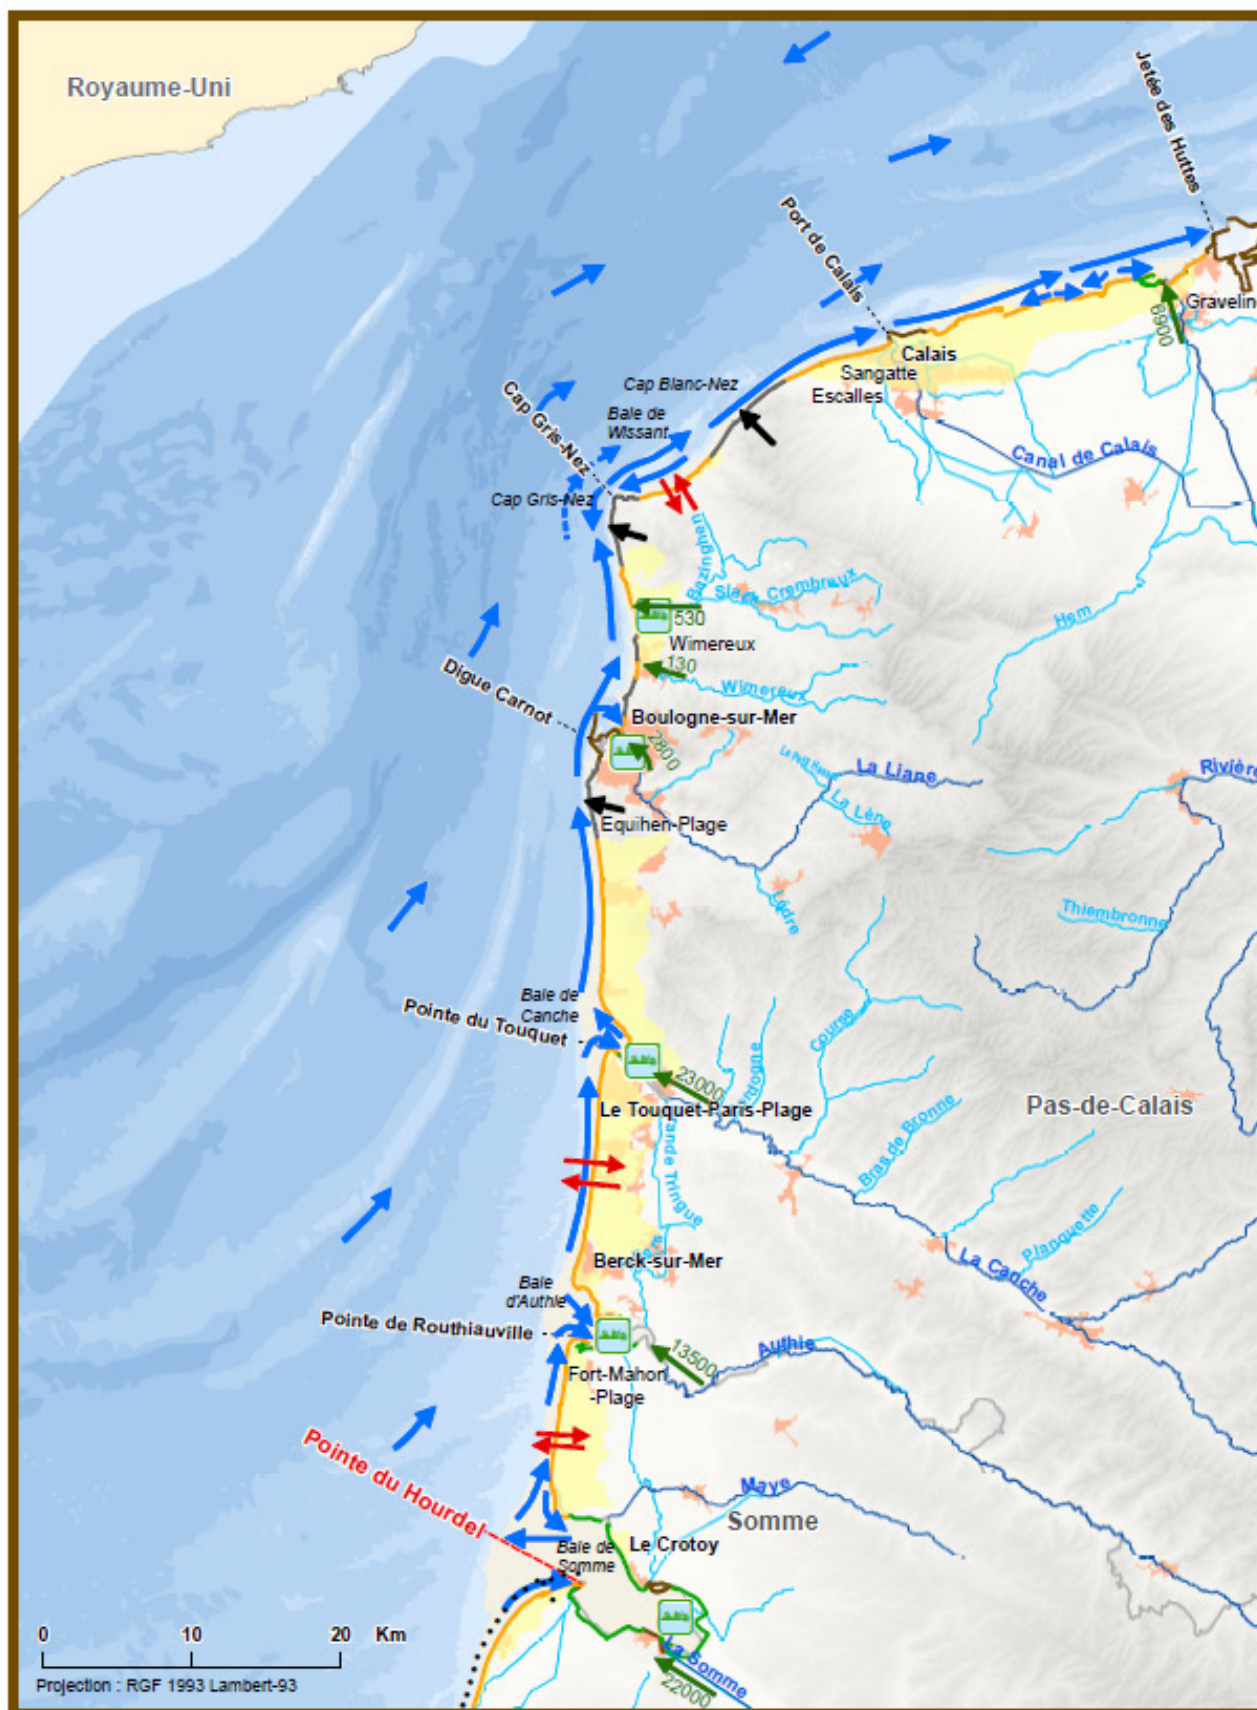 Royaume-Uni
Jetée des Huttes
Port de Calais
Gravelin
6900
Calais
Sangatte
Escalles
Cap Blanc-Nez
Cap Gris-Nez
Baie de
Wissant
Canal de Calais
Cap Gris-Nez
Bazinghen
Slack
Crembreux
Hem
530
Wimereux
130
Wimereux
Digue Carnot
Boulogne-sur-Mer
2800
La Liane
Rivière
La Lène
Equihen-Plage
Lédre
Thiembronne
Baie de
Canche
Pointe du Touquet
Course
rdogne
23000
Le Touquet-Paris-Plage
Pas-de-Calais
Bras de Bronne
rande Tringue
Planquette
Berck-sur-Mer
La Canche
Baie
d'Authie
Pointe de Routhiauville
Authie
13500
Fort-Mahon
-Plage
Pointe du Hourdel
Maye
Somme
Baie de
Somme
Le Crotoy
0 10 20 Km
La Somme
22000
Projection : RGF 1993 Lambert-93